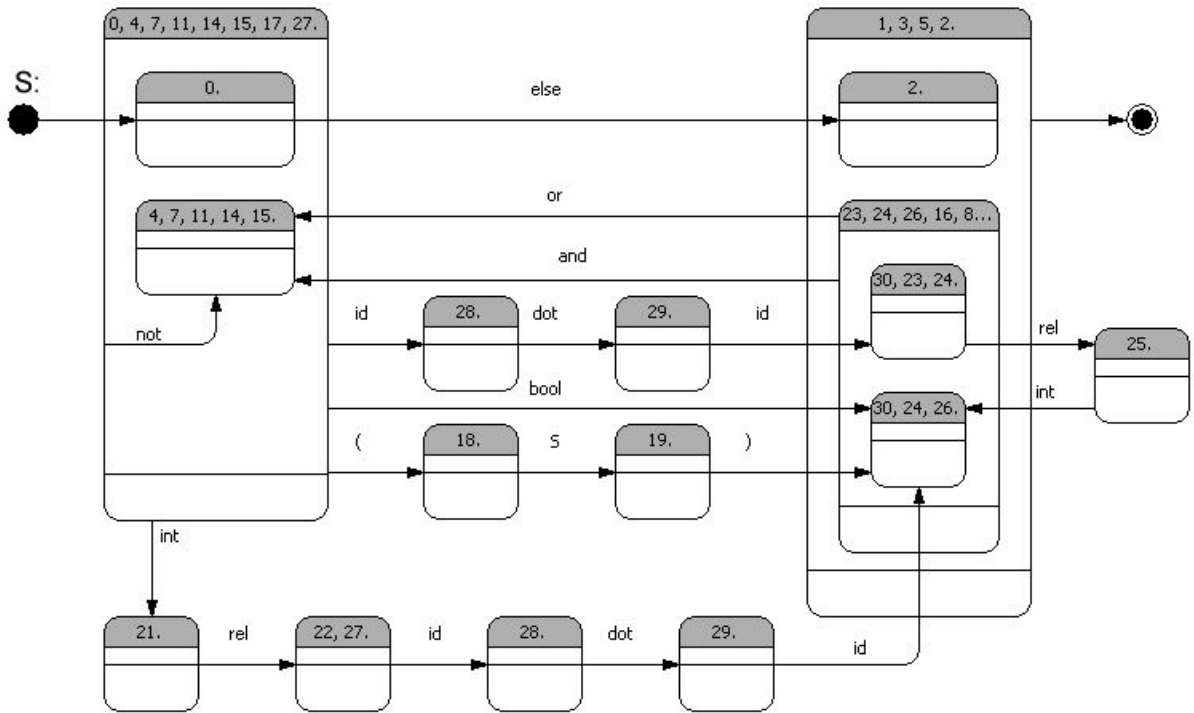 0, 4, 7, 11, 14, 15, 17, 27.
1, 3, 5, 2.
S:
0.
else
2.
or
4, 7, 11, 14, 15.
23, 24, 26, 16, 8...
and
30, 23, 24.
id
28.
dot
29.
id
not
rel
25.
bool
int
30, 24, 26.
(
18.
S
19.
)
int
21.
rel
22, 27.
id
28.
dot
29.
id